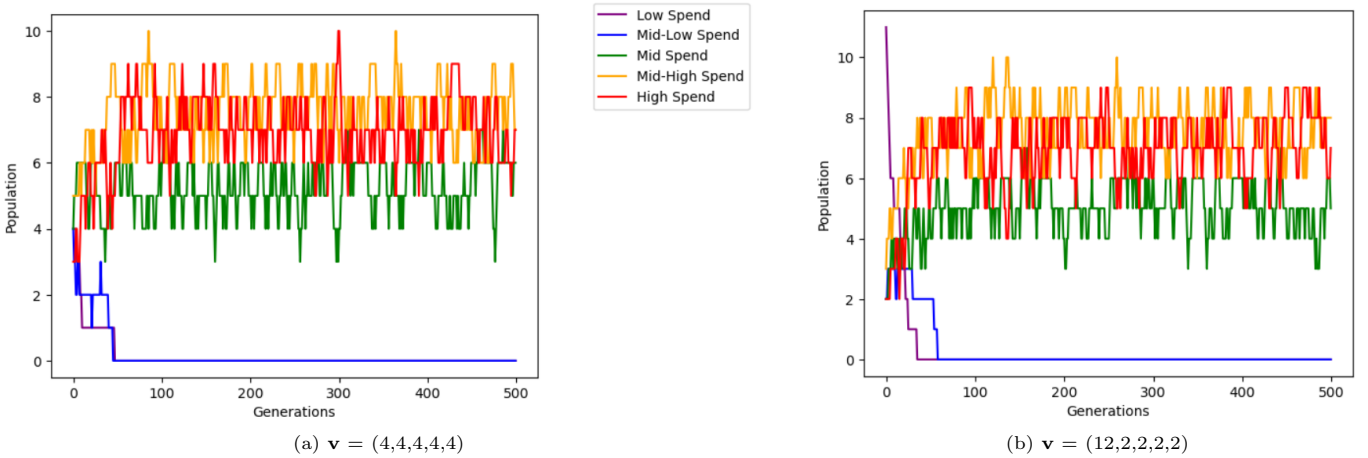 10
8
6
4
2
0
Population
0
100
200
300
400
500
Generations
(a) v = (4,4,4,4,4)
Low Spend
Mid-Low Spend
Mid Spend
Mid-High Spend
High Spend
10
8
6
4
2
0
Population
0
100
200
300
400
500
Generations
(b) v = (12,2,2,2,2)